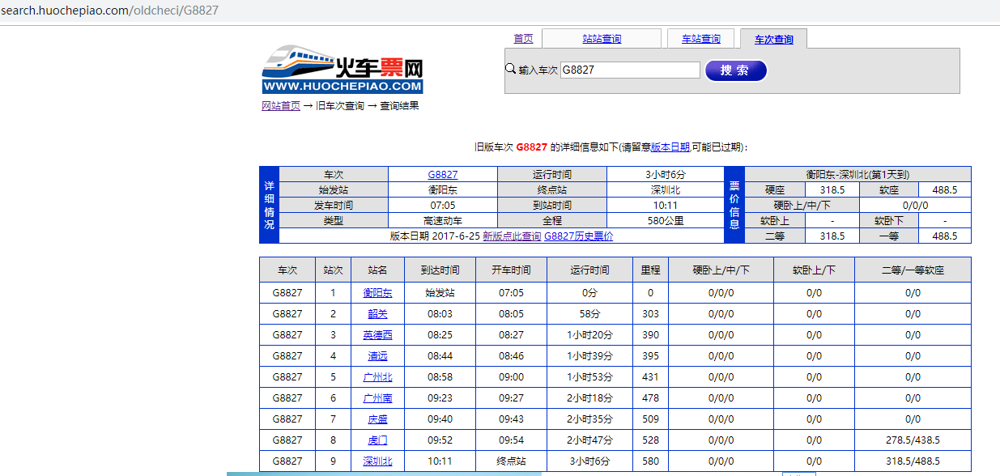 search.huochepiao.com/oldcheci/G8827
首页 站站查询 车站查询 车次查询
输入车次 G8827 搜 索
火车票网
WWW.HUOCHEPIAO.COM
网站首页 → 旧车次查询 → 查询结果
旧版车次 G8827 的详细信息如下(请留意版本日期,可能已过期)：
详细情况
车次 G8827 运行时间 3小时6分
始发站 衡阳东 终点站 深圳北
发车时间 07:05 到站时间 10:11
类型 高速动车 全程 580公里
版本日期 2017-6-25 新版点此查询 G8827历史票价
票价信息
衡阳东-深圳北(第1天到)
硬座 318.5 软座 488.5
硬卧上/中/下 0/0/0
软卧上 - 软卧下 -
二等 318.5 一等 488.5
车次 站次 站名 到达时间 开车时间 运行时间 里程 硬卧上/中/下 软卧上/下 二等/一等软座
G8827 1 衡阳东 始发站 07:05 0分 0 0/0/0 0/0 0/0
G8827 2 韶关 08:03 08:05 58分 303 0/0/0 0/0 0/0
G8827 3 英德西 08:25 08:27 1小时20分 390 0/0/0 0/0 0/0
G8827 4 清远 08:44 08:46 1小时39分 395 0/0/0 0/0 0/0
G8827 5 广州北 08:58 09:00 1小时53分 431 0/0/0 0/0 0/0
G8827 6 广州南 09:23 09:27 2小时18分 478 0/0/0 0/0 0/0
G8827 7 庆盛 09:40 09:43 2小时35分 509 0/0/0 0/0 0/0
G8827 8 虎门 09:52 09:54 2小时47分 528 0/0/0 0/0 278.5/438.5
G8827 9 深圳北 10:11 终点站 3小时6分 580 0/0/0 0/0 318.5/488.5